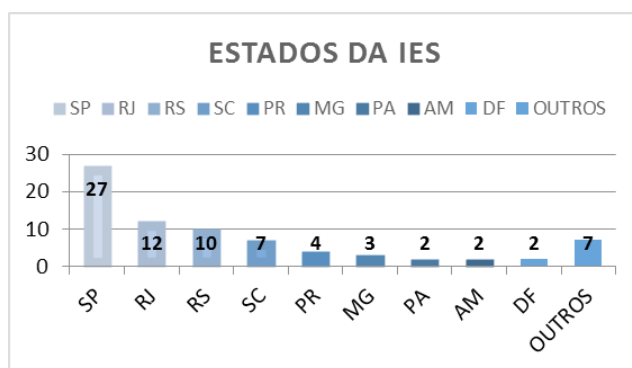 ESTADOS DA IES
SP RJ RS SC PR MG PA AM DF OUTROS
30
20
10
0
27 12 10 7 4 3 2 2 2 7
SP RJ RS SC PR MG PA AM DF OUTROS